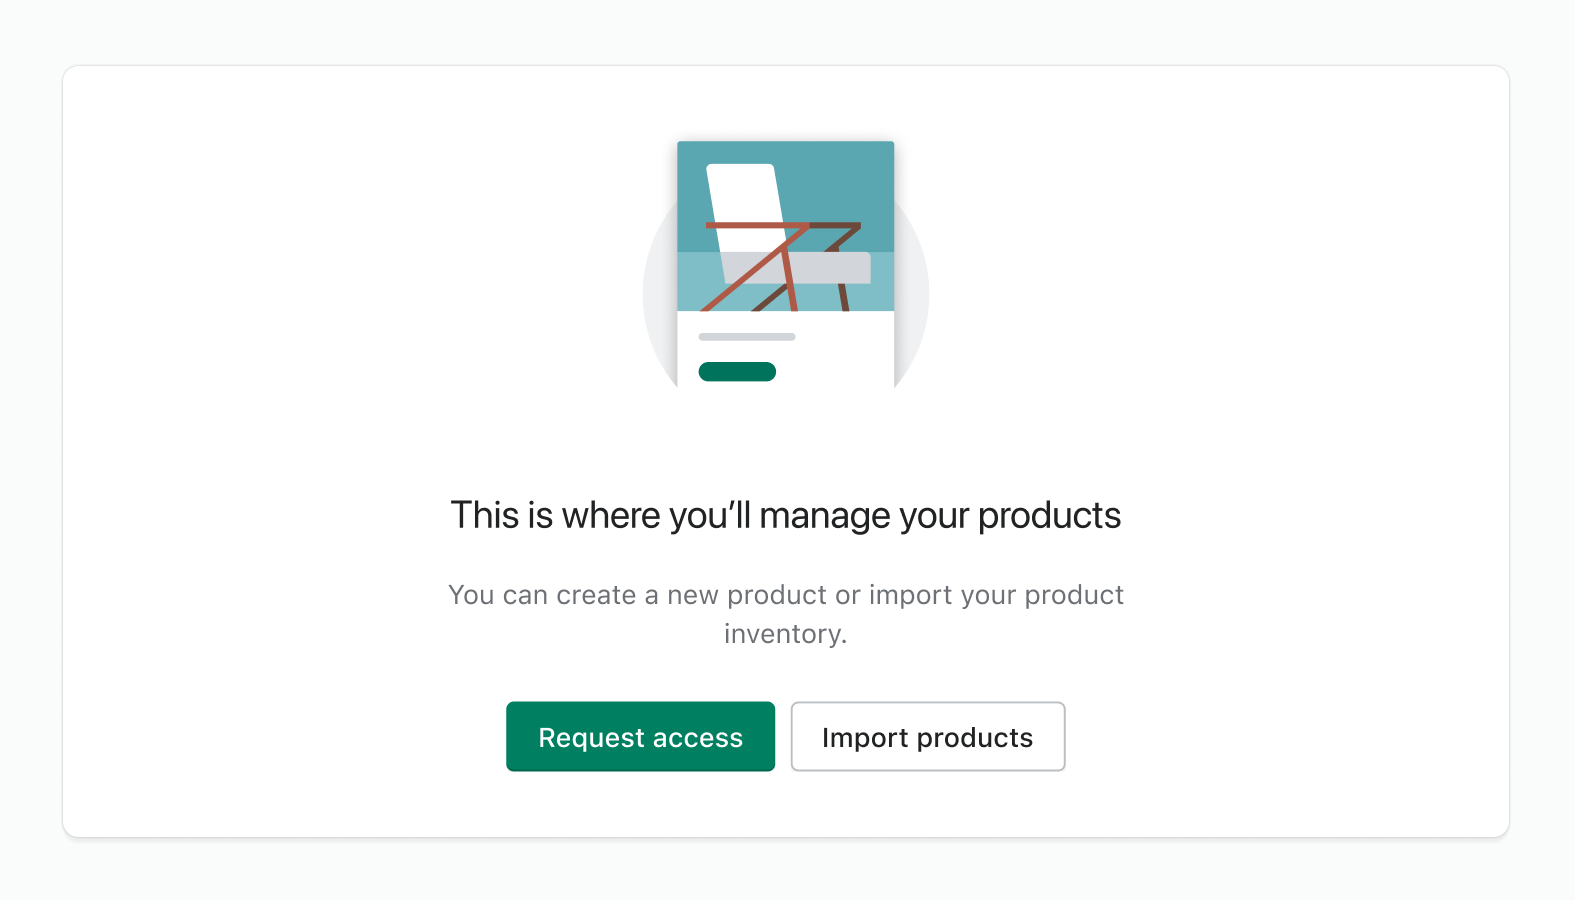 This is where you’ll manage your products
You can create a new product or import your product
inventory.
Request access
Import products